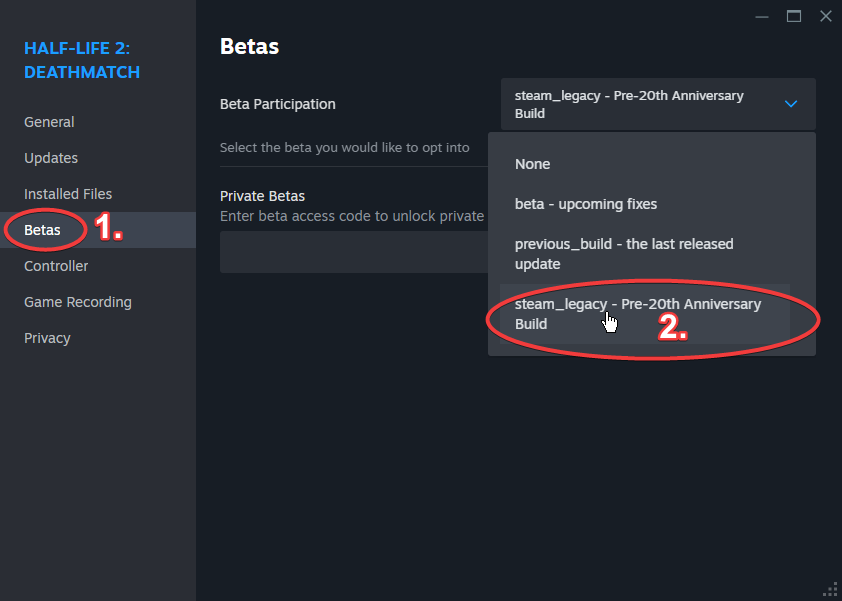 HALF-LIFE 2:
DEATHMATCH
General
Updates
Installed Files
Betas
1.
Controller
Game Recording
Privacy
Betas
Beta Participation
steam_legacy - Pre-20th Anniversary
Build
Select the beta you would like to opt into
Private Betas
Enter beta access code to unlock private
None
beta - upcoming fixes
previous_build - the last released
update
steam_legacy - Pre-20th Anniversary
Build
2.